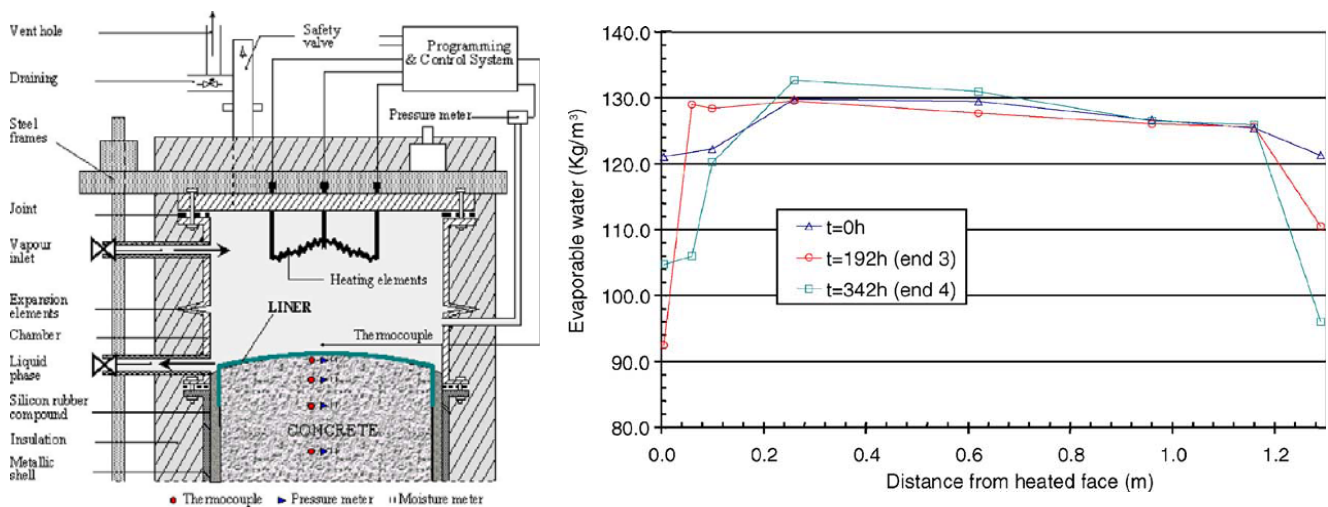 Vent hole
Draining
Steel
frames
Joint
Vapour
inlet
Expansion
elements
Chamber
Liquid
phase
Silicon rubber
compound
Insulation
Metallic
shell
Safety
valve
Programming
& Control System
Pressure meter
Heating elements
LINER
Thermocouple
CONCRETE
Thermocouple
Pressure meter
Moisture meter
Evaporable water (Kg/m³)
140.0
130.0
120.0
110.0
100.0
90.0
80.0
t=0h
t=192h (end 3)
t=342h (end 4)
0.0
0.2
0.4
0.6
0.8
1.0
1.2
Distance from heated face (m)